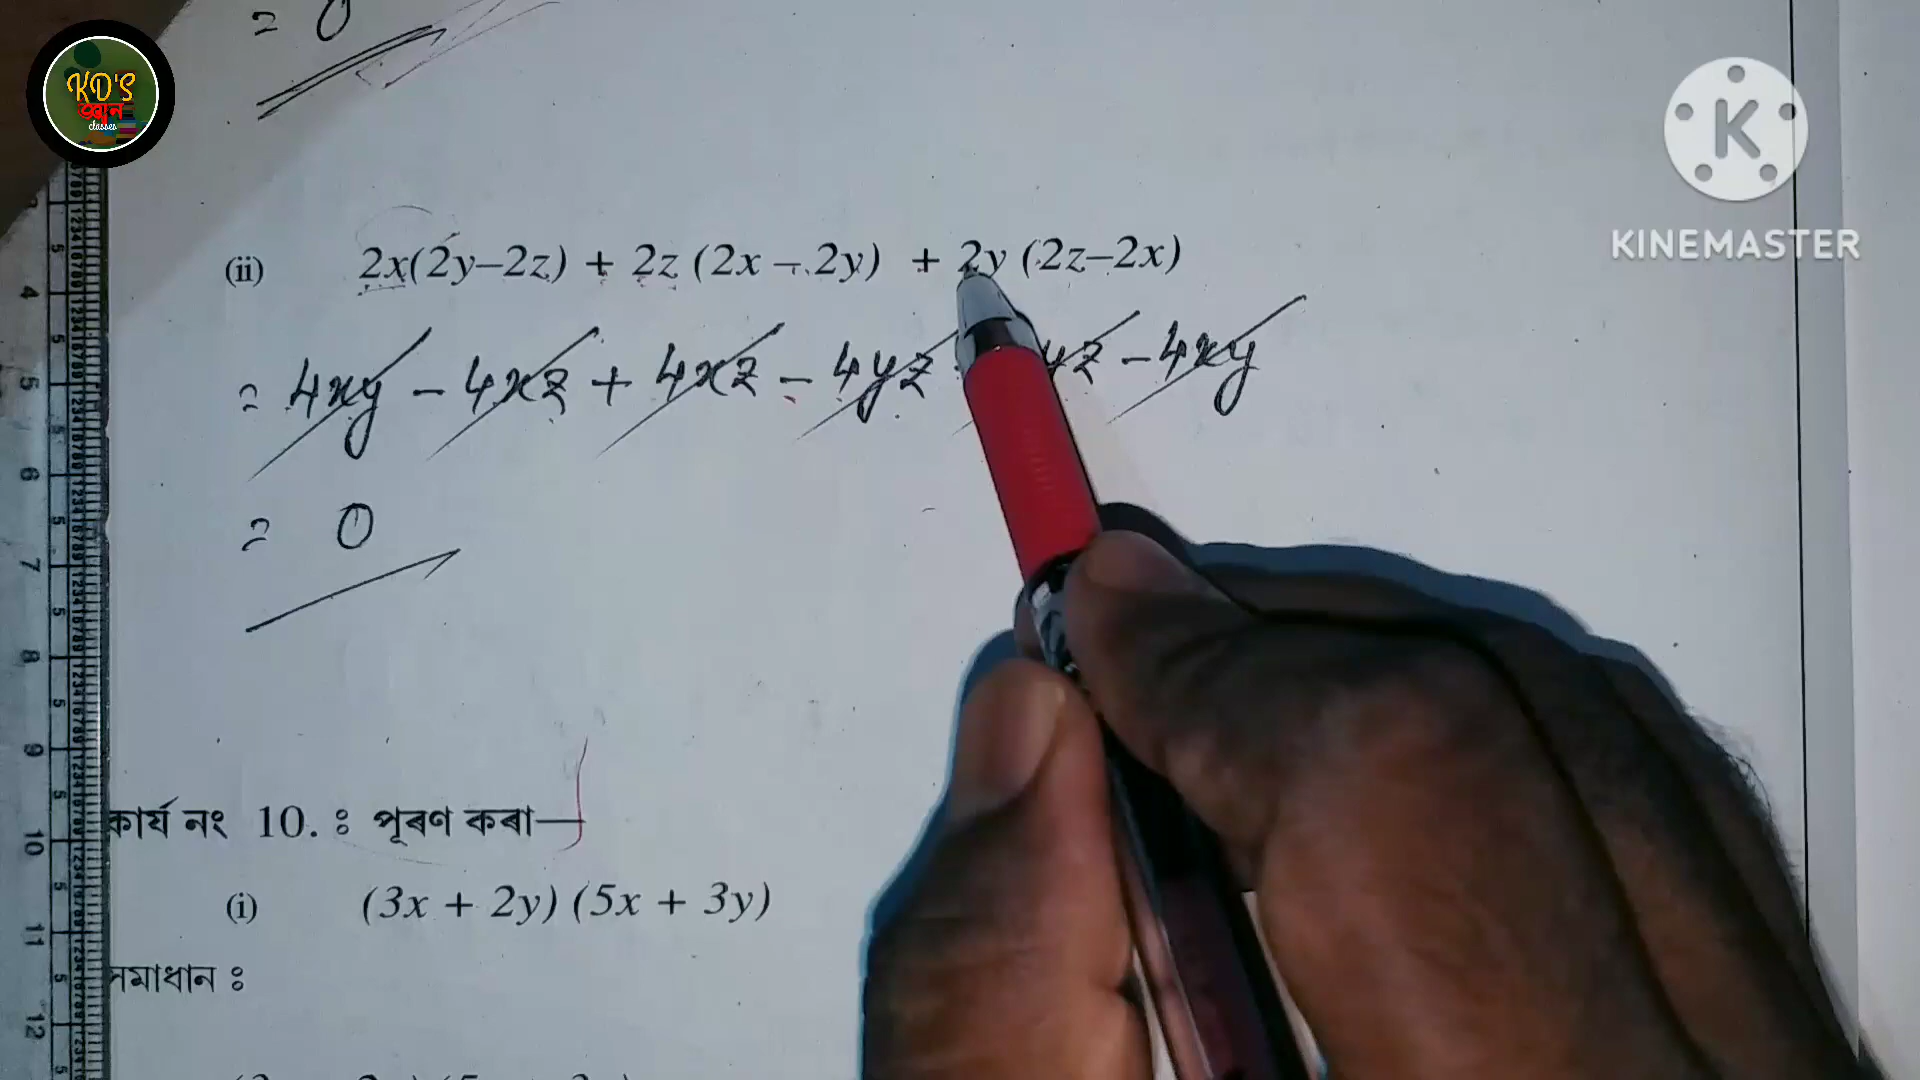 = 0
KD'S
জ্ঞান
classes
KINEMASTER
(ii) 2x(2y–2z) + 2z (2x – 2y) + 2y (2z–2x)
= 4xy - 4xz + 4xz - 4yz yz - 4xy
= 0
কাৰ্য নং 10. ঃ পূৰণ কৰা—
(i) (3x + 2y) (5x + 3y)
সমাধান ঃ